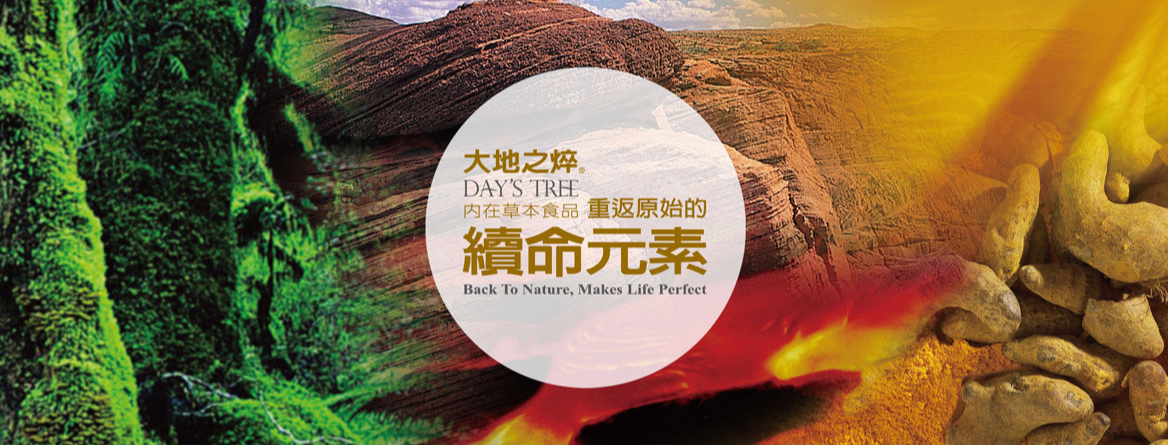 大地之焠®
DAY'S TREE
内在草本食品 重返原始的
續命元素
Back To Nature, Makes Life Perfect